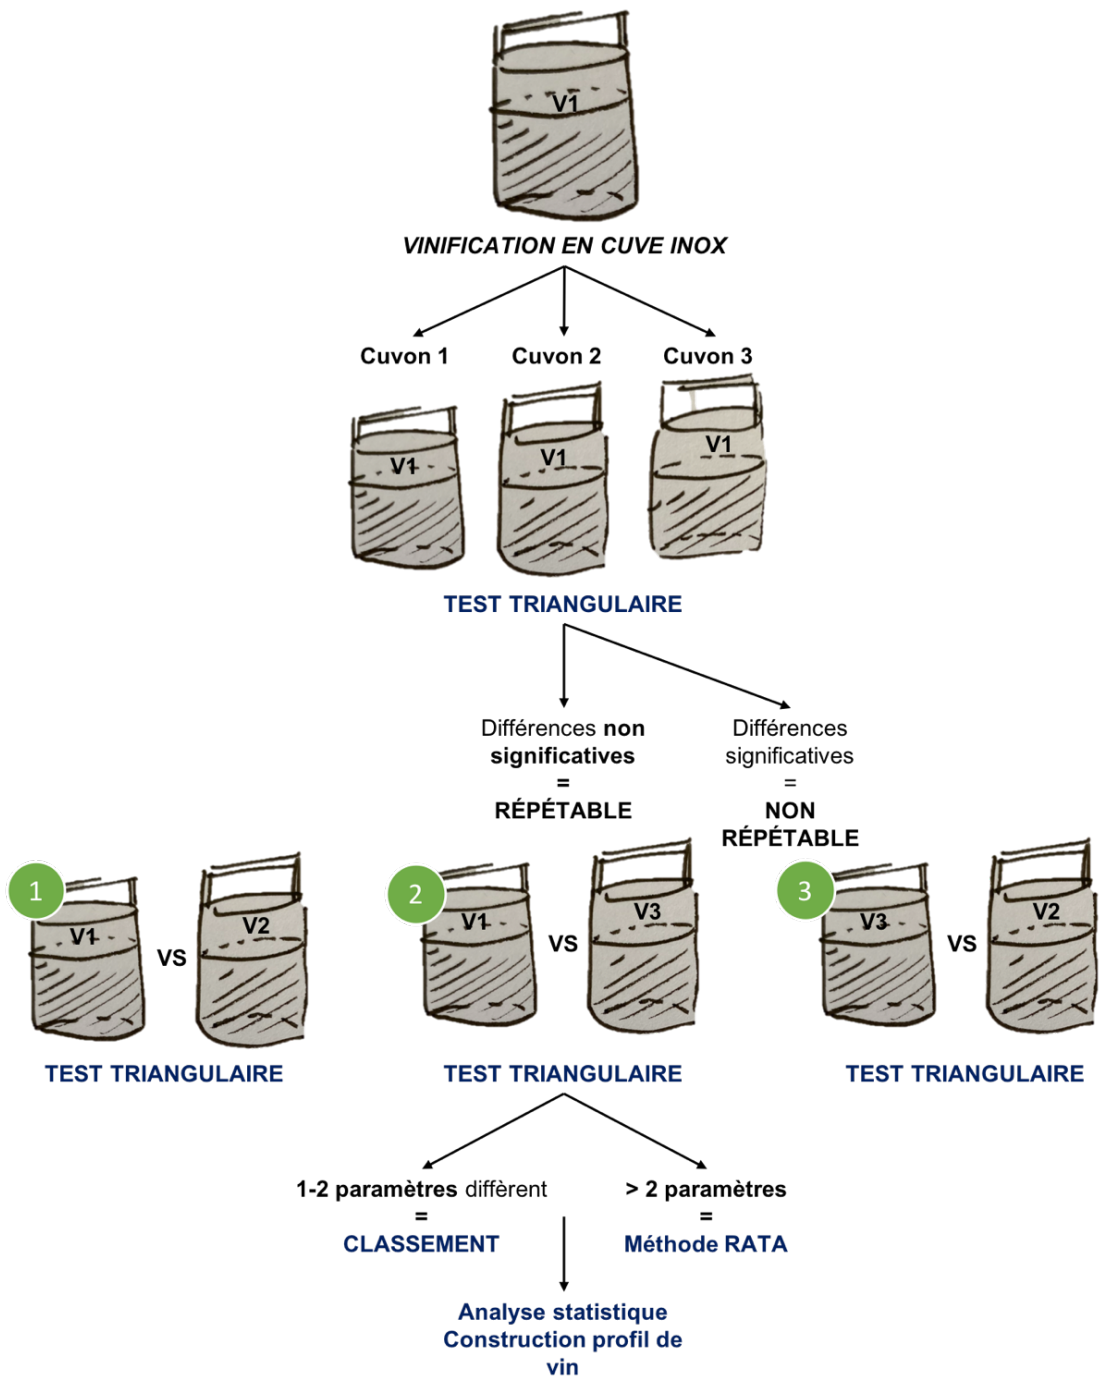 V1
VINIFICATION EN CUVE INOX
Cuvon 1
Cuvon 2
Cuvon 3
V1
V1
V1
TEST TRIANGULAIRE
Différences non
significatives
=
RÉPÉTABLE
Différences
significatives
=
NON
RÉPÉTABLE
1
V1
VS
V2
2
V1
VS
V3
3
V3
VS
V2
TEST TRIANGULAIRE
TEST TRIANGULAIRE
TEST TRIANGULAIRE
1-2 paramètres diffèrent
=
CLASSEMENT
> 2 paramètres
=
Méthode RATA
Analyse statistique
Construction profil de
vin